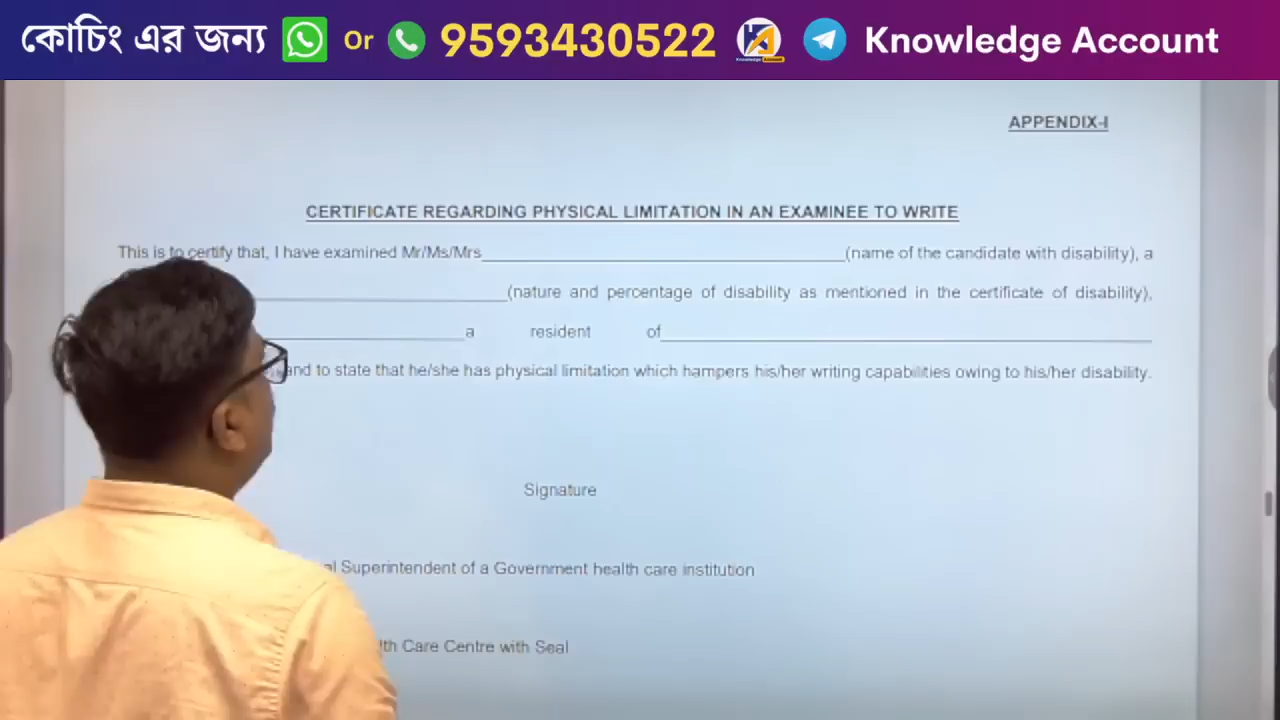 কোচিং এর জন্য Or 9593430522 Knowledge Account
Knowledge Account
APPENDIX-I
CERTIFICATE REGARDING PHYSICAL LIMITATION IN AN EXAMINEE TO WRITE
This is to certify that, I have examined Mr/Ms/Mrs (name of the candidate with disability), a
(nature and percentage of disability as mentioned in the certificate of disability),
a resident of
and to state that he/she has physical limitation which hampers his/her writing capabilities owing to his/her disability.
Signature
Superintendent of a Government health care institution
Care Centre with Seal